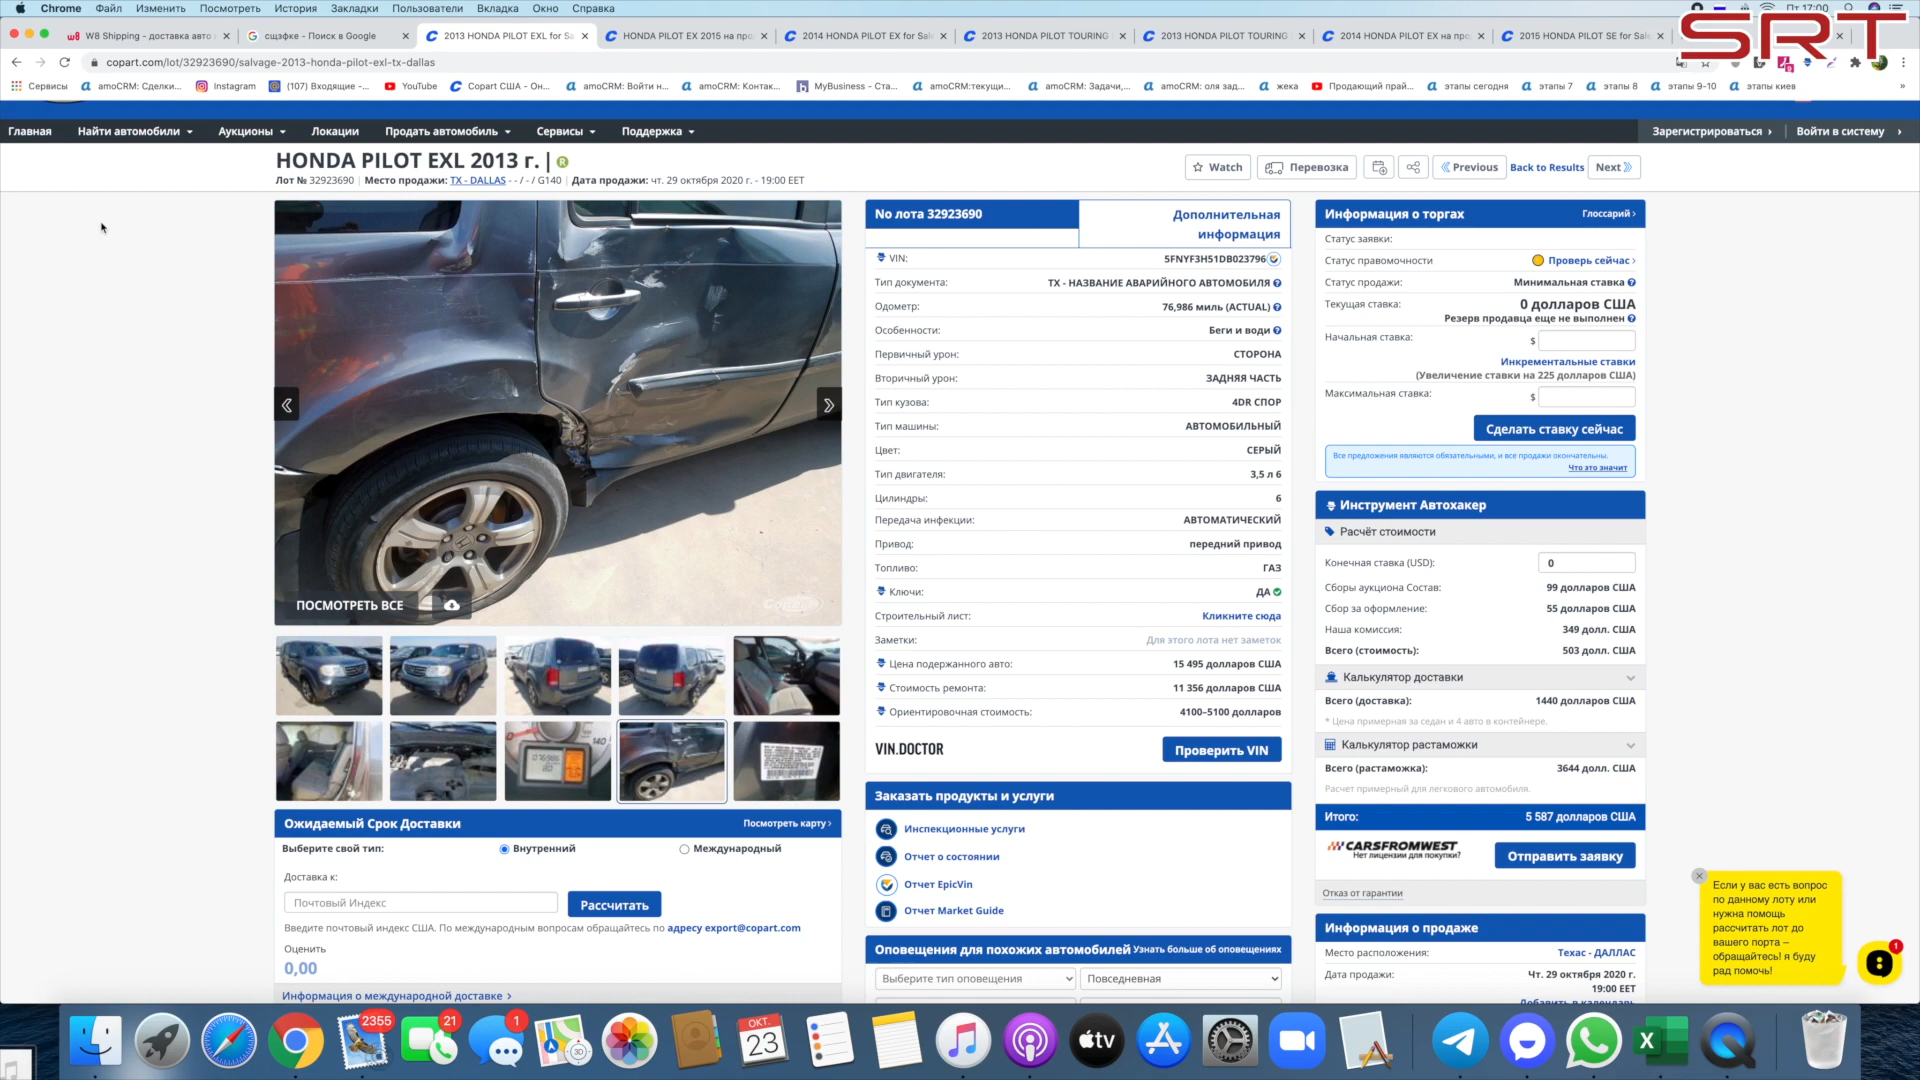 Chrome Файл Изменить Посмотреть История Закладки Пользователи Вкладка Окно Справка Пт 17:00
SRT
W8 Shipping - доставка авто
сщзфке - Поиск в Google
2013 HONDA PILOT EXL for Sa
HONDA PILOT EX 2015 на про
2014 HONDA PILOT EX for Sale
2013 HONDA PILOT TOURING
2013 HONDA PILOT TOURING
2014 HONDA PILOT EX на про
2015 HONDA PILOT SE for Sale
copart.com/lot/32923690/salvage-2013-honda-pilot-exl-tx-dallas
Сервисы amoCRM: Сделки... Instagram (107) Входящие -... YouTube Copart США - Он... amoCRM: Войти н... amoCRM: Контак... MyBusiness - Ста... amoCRM:текущи... amoCRM: Задачи,... amoCRM: оля зад... жека Продающий прай... этапы сегодня этапы 7 этапы 8 этапы 9-10 этапы киев »
Главная Найти автомобили Аукционы Локации Продать автомобиль Сервисы Поддержка Зарегистрироваться › Войти в систему ›
HONDA PILOT EXL 2013 г. | R
Лот № 32923690 | Место продажи: TX - DALLAS - - / - / G140 | Дата продажи: чт. 29 октября 2020 г. - 19:00 EET
Watch Перевозка Previous Back to Results Next
ПОСМОТРЕТЬ ВСЕ
Copart
No лота 32923690
Дополнительная
информация
VIN: 5FNYF3H51DB023796
Тип документа: TX - НАЗВАНИЕ АВАРИЙНОГО АВТОМОБИЛЯ
Одометр: 76,986 миль (ACTUAL)
Особенности: Беги и води
Первичный урон: СТОРОНА
Вторичный урон: ЗАДНЯЯ ЧАСТЬ
Тип кузова: 4DR СПОР
Тип машины: АВТОМОБИЛЬНЫЙ
Цвет: СЕРЫЙ
Тип двигателя: 3,5 л 6
Цилиндры: 6
Передача инфекции: АВТОМАТИЧЕСКИЙ
Привод: передний привод
Топливо: ГАЗ
Ключи: ДА
Строительный лист: Кликните сюда
Заметки: Для этого лота нет заметок
Цена подержанного авто: 15 495 долларов США
Стоимость ремонта: 11 356 долларов США
Ориентировочная стоимость: 4100–5100 долларов
VIN.DOCTOR Проверить VIN
Заказать продукты и услуги
Инспекционные услуги
Отчет о состоянии
Отчет EpicVin
Отчет Market Guide
Оповещения для похожих автомобилей Узнать больше об оповещениях
Выберите тип оповещения Повседневная
Ожидаемый Срок Доставки Посмотреть карту›
Выберите свой тип: Внутренний Международный
Доставка к:
Почтовый Индекс Рассчитать
Введите почтовый индекс США. По международным вопросам обращайтесь по адресу export@copart.com
Оценить
0,00
Информация о международной доставке ›
Информация о торгах Глоссарий›
Статус заявки:
Статус правомочности Проверь сейчас›
Статус продажи: Минимальная ставка
Текущая ставка: 0 долларов США
Резерв продавца еще не выполнен
Начальная ставка: $
Инкрементальные ставки
(Увеличение ставки на 225 долларов США)
Максимальная ставка: $
Сделать ставку сейчас
Все предложения являются обязательными, и все продажи окончательны.
Что это значит
Инструмент Автохакер
Расчёт стоимости
Конечная ставка (USD): 0
Сборы аукциона Состав: 99 долларов США
Сбор за оформление: 55 долларов США
Наша комиссия: 349 долл. США
Всего (стоимость): 503 долл. США
Калькулятор доставки
Всего (доставка): 1440 долларов США
* Цена примерная за седан и 4 авто в контейнере.
Калькулятор растаможки
Всего (растаможка): 3644 долл. США
Расчет примерный для легкового автомобиля.
Итого: 5 587 долларов США
CARSFROMWEST
Нет лицензии для покупки?
Отправить заявку
Отказ от гарантии
Информация о продаже
Место расположения: Техас - ДАЛЛАС
Дата продажи: Чт. 29 октября 2020 г.
19:00 EET
Добавить в календарь
Если у вас есть вопрос
по данному лоту или
нужна помощь
рассчитать лот до
вашего порта –
обращайтесь! я буду
рад помочь!
1
2355 21 1 ОКТ. 23 3D tv X